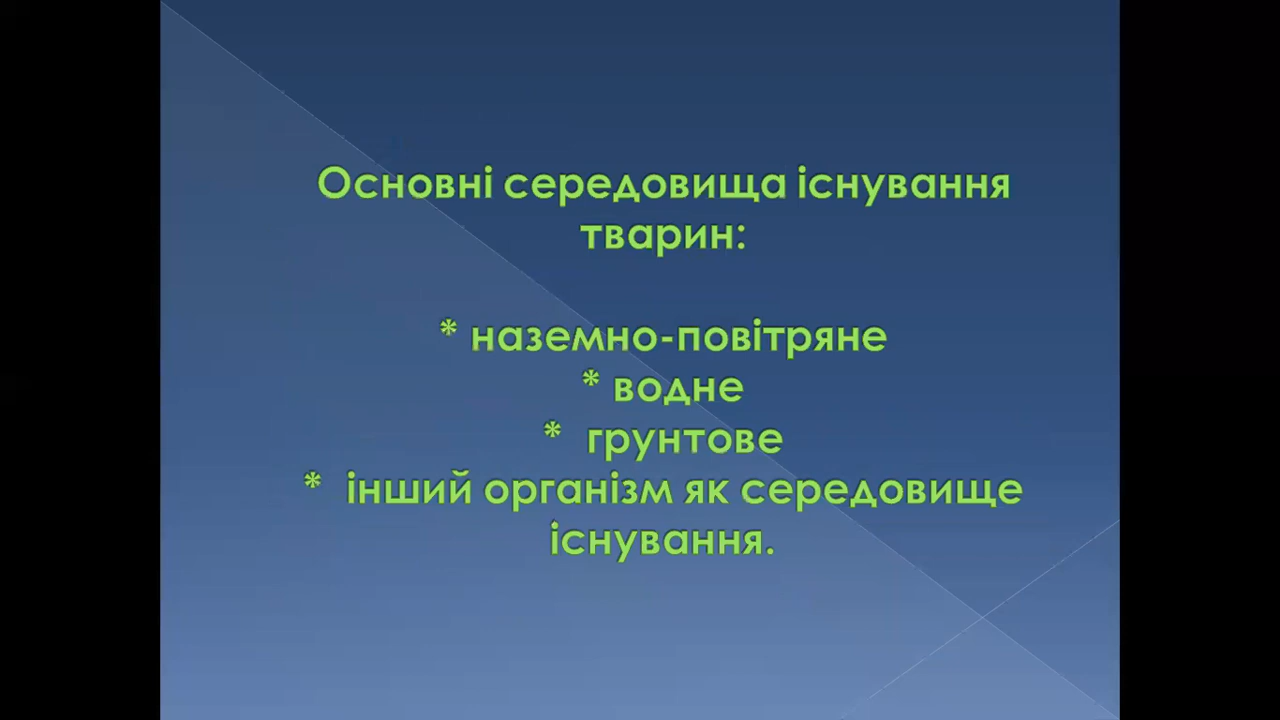 Основні середовища існування
тварин:
* наземно-повітряне
* водне
* грунтове
* інший організм як середовище
існування.